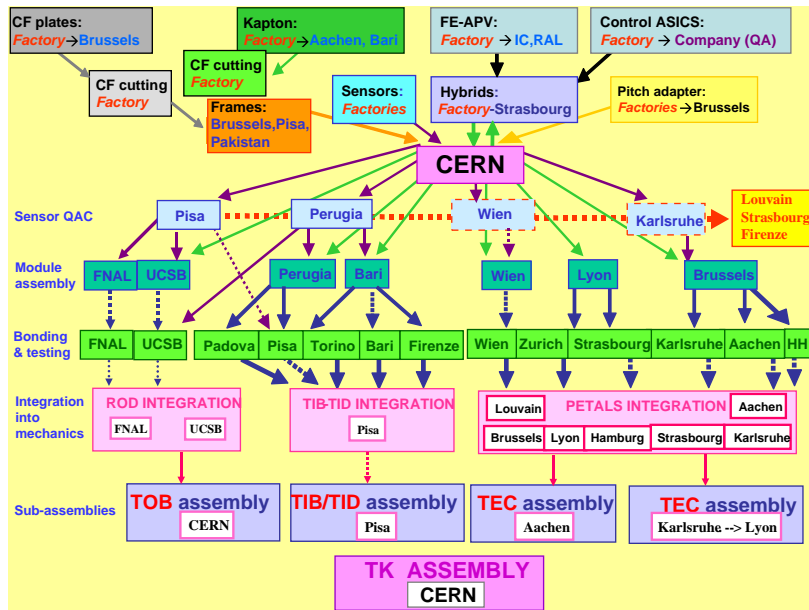 CF plates:
Factory→Brussels
Kapton:
Factory→Aachen, Bari
FE-APV:
Factory→IC,RAL
Control ASICS:
Factory→Company (QA)
CF cutting
Factory
CF cutting
Factory
Frames:
Brussels,Pisa,
Pakistan
Sensors:
Factories
Hybrids:
Factory-Strasbourg
Pitch adapter:
Factories→Brussels
CERN
Sensor QAC
Pisa
Perugia
Wien
Karlsruhe
Louvain
Strasbourg
Firenze
Module
assembly
FNAL
UCSB
Perugia
Bari
Wien
Lyon
Brussels
Bonding
& testing
FNAL
UCSB
Padova
Pisa
Torino
Bari
Firenze
Wien
Zurich
Strasbourg
Karlsruhe
Aachen
HH
Integration
into
mechanics
ROD INTEGRATION
FNAL
UCSB
TIB-TID INTEGRATION
Pisa
Louvain
PETALS INTEGRATION
Aachen
Brussels
Lyon
Hamburg
Strasbourg
Karlsruhe
Sub-assemblies
TOB assembly
CERN
TIB/TID assembly
Pisa
TEC assembly
Aachen
TEC assembly
Karlsruhe. --> Lyon
TK ASSEMBLY
CERN